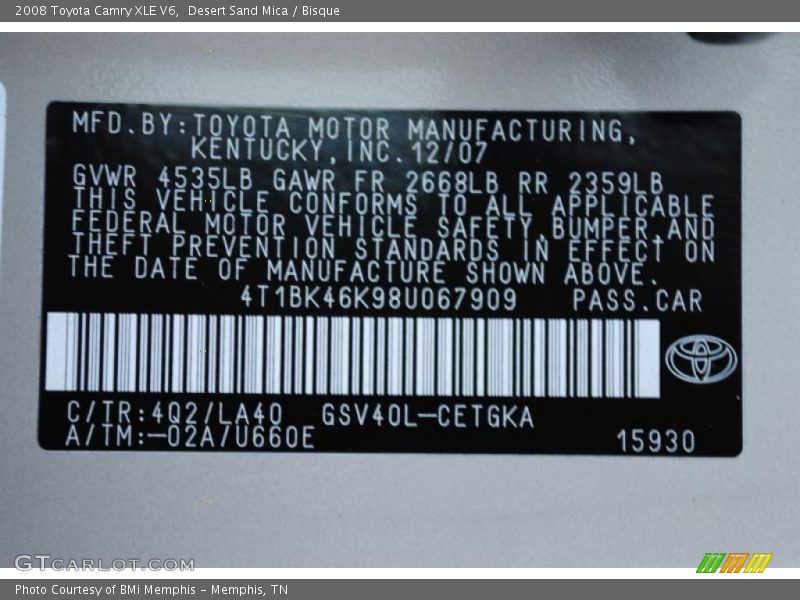 2008 Toyota Camry XLE V6,  Desert Sand Mica / Bisque
MFD.BY:TOYOTA MOTOR MANUFACTURING,
KENTUCKY,INC.12/07
GVWR 4535LB GAWR FR 2668LB RR 2359LB
THIS VEHICLE CONFORMS TO ALL APPLICABLE
FEDERAL MOTOR VEHICLE SAFETY,BUMPER,AND
THEFT PREVENTION STANDARDS IN EFFECT ON
THE DATE OF MANUFACTURE SHOWN ABOVE.
4T1BK46K98U067909 PASS.CAR
C/TR:4Q2/LA40 GSV40L-CETGKA
A/TM:-02A/U660E 15930
GTCARLOT.COM
Photo Courtesy of BMi Memphis - Memphis, TN